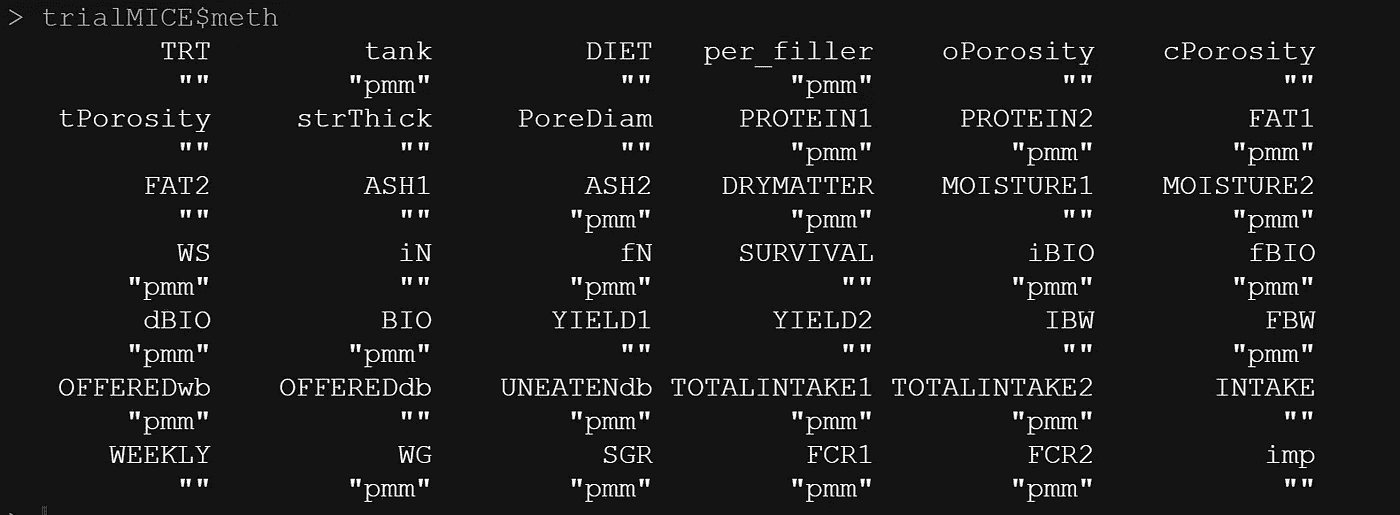 > trialMICE$meth
TRT tank DIET per_filler oPorosity cPorosity
"" "pmm" "" "pmm" "" ""
tPorosity strThick PoreDiam PROTEIN1 PROTEIN2 FAT1
"" "" "" "pmm" "pmm" "pmm"
FAT2 ASH1 ASH2 DRYMATTER MOISTURE1 MOISTURE2
"" "" "pmm" "pmm" "" "pmm"
WS iN fN SURVIVAL iBIO fBIO
"pmm" "" "pmm" "" "pmm" "pmm"
dBIO BIO YIELD1 YIELD2 IBW FBW
"pmm" "pmm" "" "" "" "pmm"
OFFEREDwb OFFEREDdb UNEATENdb TOTALINTAKE1 TOTALINTAKE2 INTAKE
"pmm" "" "pmm" "pmm" "pmm" ""
WEEKLY WG SGR FCR1 FCR2 imp
"" "pmm" "pmm" "pmm" "pmm" ""